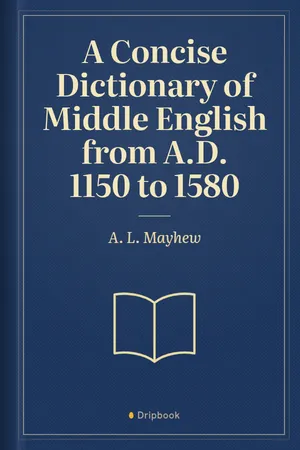 A Concise
Dictionary of
Middle English
from A.D.
1150 to 1580
A. L. Mayhew
Dripbook